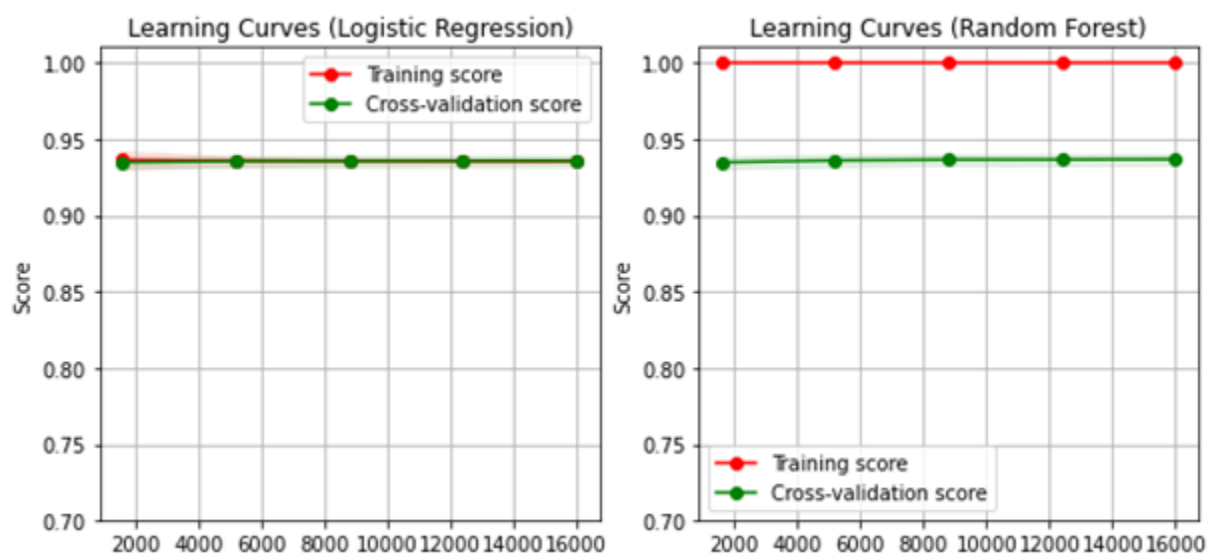 Learning Curves (Logistic Regression)
1.00
0.95
0.90
0.85
0.80
0.75
0.70
Score
Training score
Cross-validation score
2000 4000 6000 8000 10000 12000 14000 16000
Learning Curves (Random Forest)
1.00
0.95
0.90
0.85
0.80
0.75
0.70
Score
Training score
Cross-validation score
2000 4000 6000 8000 10000 12000 14000 16000